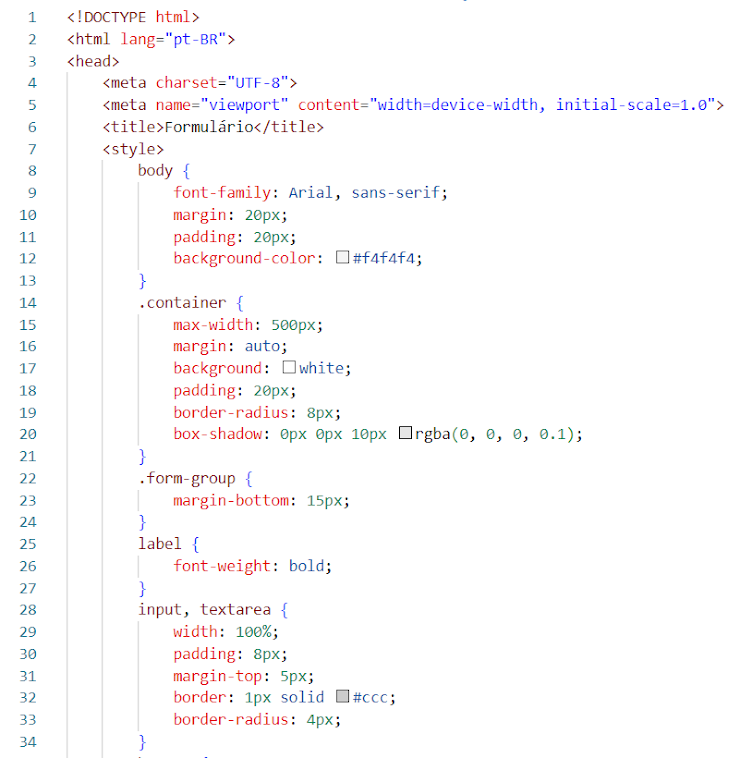 1 <!DOCTYPE html>
2 <html lang="pt-BR">
3 <head>
4 <meta charset="UTF-8">
5 <meta name="viewport" content="width=device-width, initial-scale=1.0">
6 <title>Formulário</title>
7 <style>
8 body {
9 font-family: Arial, sans-serif;
10 margin: 20px;
11 padding: 20px;
12 background-color: #f4f4f4;
13 }
14 .container {
15 max-width: 500px;
16 margin: auto;
17 background: white;
18 padding: 20px;
19 border-radius: 8px;
20 box-shadow: 0px 0px 10px rgba(0, 0, 0, 0.1);
21 }
22 .form-group {
23 margin-bottom: 15px;
24 }
25 label {
26 font-weight: bold;
27 }
28 input, textarea {
29 width: 100%;
30 padding: 8px;
31 margin-top: 5px;
32 border: 1px solid #ccc;
33 border-radius: 4px;
34 }